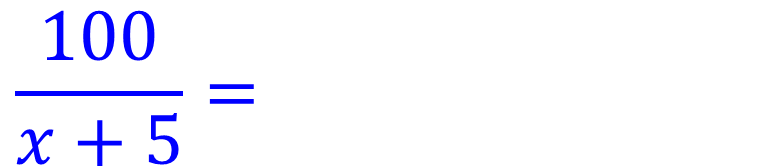 100
x + 5 =